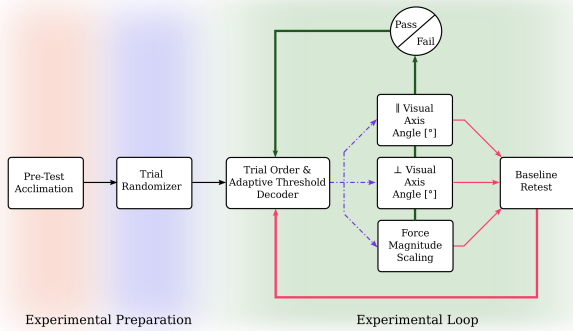 Pass
Fail
∥ Visual
Axis
Angle [°]
Pre-Test
Acclimation
Trial
Randomizer
Trial Order &
Adaptive Threshold
Decoder
⊥ Visual
Axis
Angle [°]
Baseline
Retest
Force
Magnitude
Scaling
Experimental Preparation
Experimental Loop